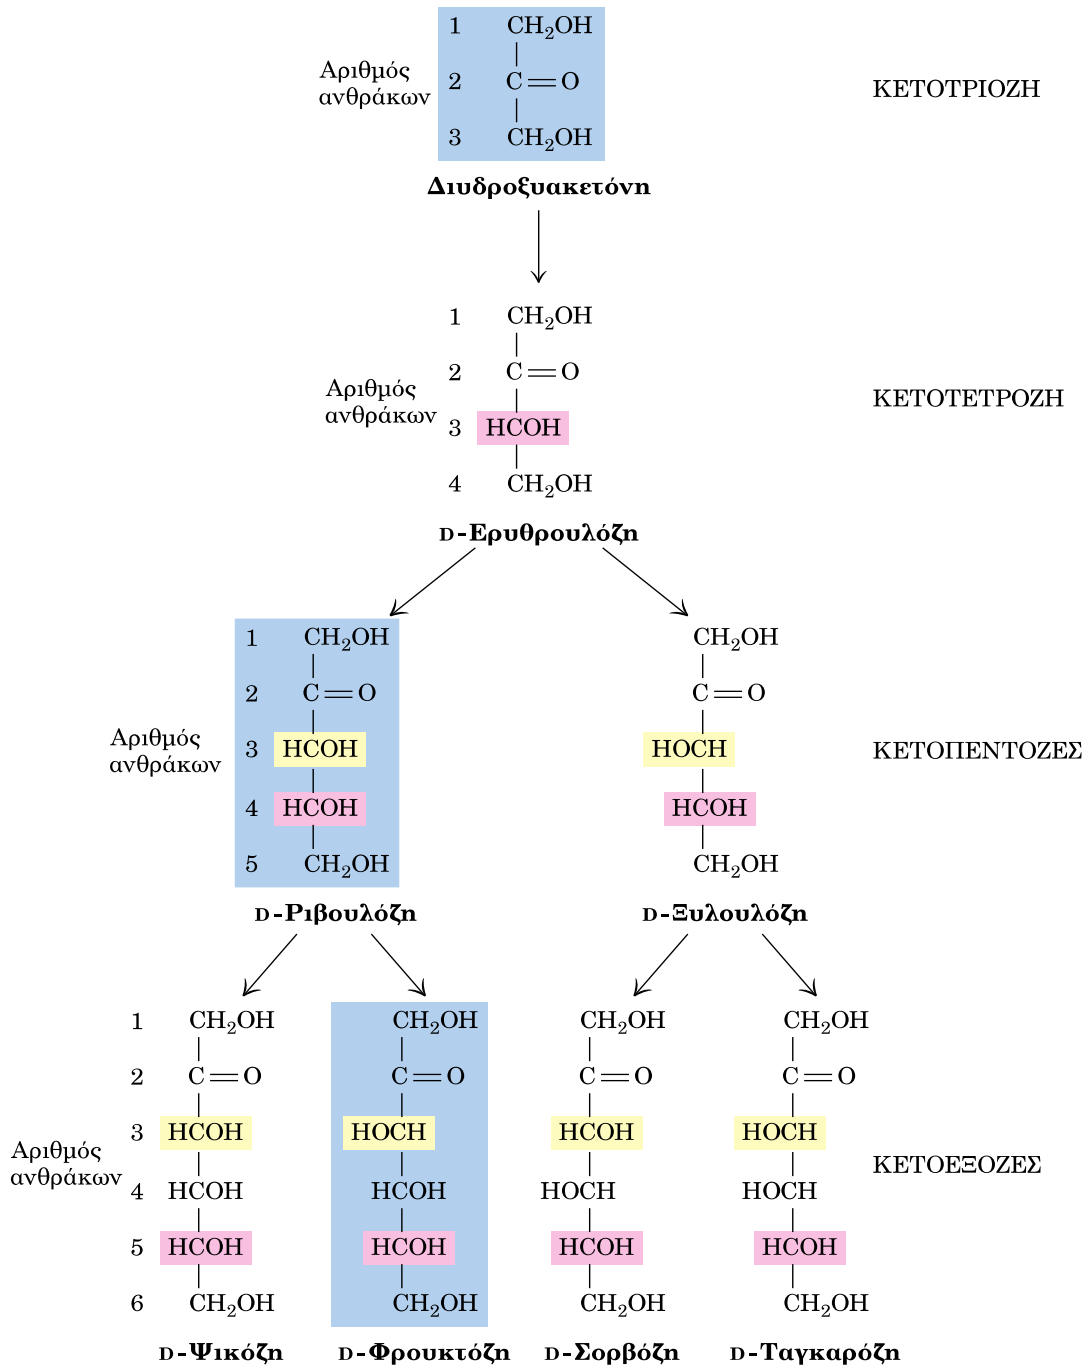 1 CH₂OH
Αριθμός
ανθράκων
2 C=O
ΚΕΤΟΤΡΙΟΖΗ
3 CH₂OH
Διυδροξυακετόνη
1 CH₂OH
2 C=O
Αριθμός
ανθράκων
ΚΕΤΟΤΕΤΡΟΖΗ
3 HCOH
4 CH₂OH
D-Ερυθρουλόζη
1 CH₂OH CH₂OH
2 C=O C=O
Αριθμός
ανθράκων
3 HCOH HOCH
ΚΕΤΟΠΕΝΤΟΖΕΣ
4 HCOH HCOH
5 CH₂OH CH₂OH
D-Ριβουλόζη D-Ξυλουλόζη
1 CH₂OH CH₂OH CH₂OH CH₂OH
2 C=O C=O C=O C=O
3 HCOH HOCH HCOH HOCH
Αριθμός
ανθράκων
ΚΕΤΟΕΞΟΖΕΣ
4 HCOH HCOH HOCH HOCH
5 HCOH HCOH HCOH HCOH
6 CH₂OH CH₂OH CH₂OH CH₂OH
D-Ψικόζη D-Φρουκτόζη D-Σορβόζη D-Ταγκαρόζη